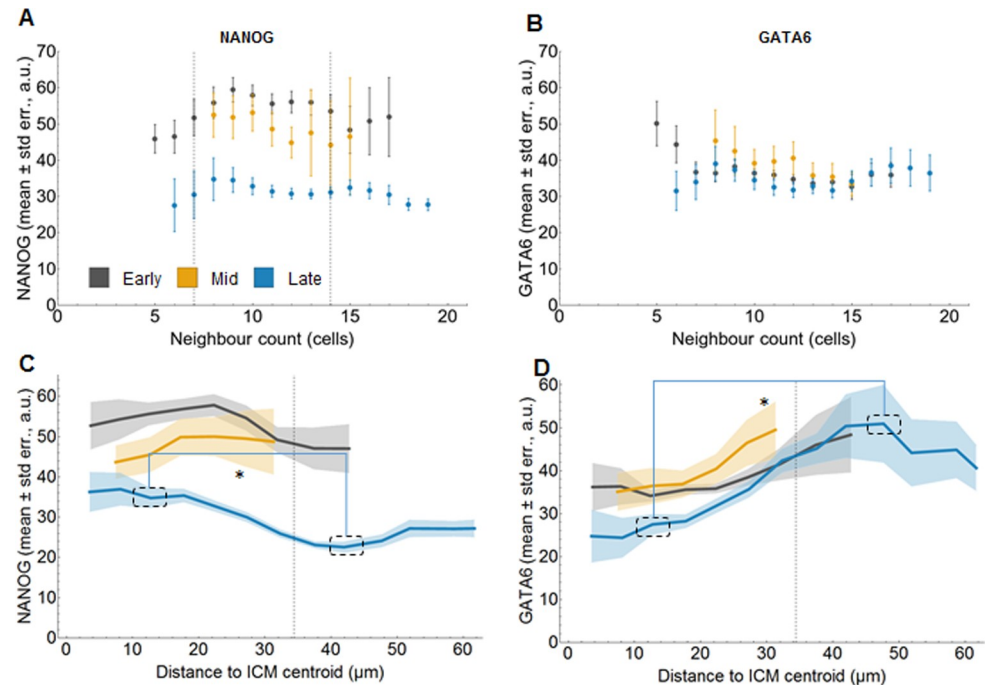 A
NANOG
NANOG (mean ± std err., a.u.)
70
60
50
40
30
20
10
0
Early Mid Late
0 5 10 15 20
Neighbour count (cells)
B
GATA6
GATA6 (mean ± std err., a.u.)
70
60
50
40
30
20
10
0
0 5 10 15 20
Neighbour count (cells)
C
NANOG (mean ± std err., a.u.)
60
50
40
30
20
10
0
*
0 10 20 30 40 50 60
Distance to ICM centroid (µm)
D
GATA6 (mean ± std err., a.u.)
60
50
40
30
20
10
0
*
0 10 20 30 40 50 60
Distance to ICM centroid (µm)